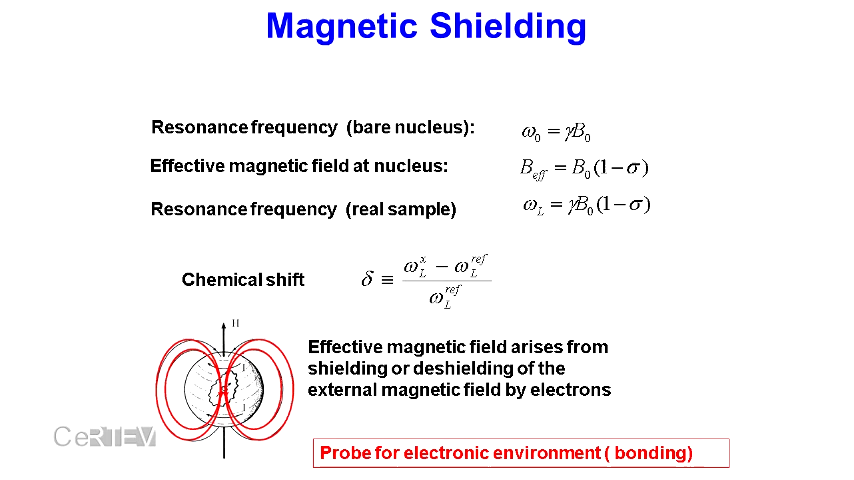 Magnetic Shielding
Resonance frequency (bare nucleus): ω₀ = γB₀
Effective magnetic field at nucleus: B_eff = B₀(1−σ)
Resonance frequency (real sample) ω_L = γB₀(1−σ)
Chemical shift δ ≡ (ω_L^x − ω_L^ref) / ω_L^ref
H
I
I
Effective magnetic field arises from
shielding or deshielding of the
external magnetic field by electrons
CeRTEV
Probe for electronic environment ( bonding)